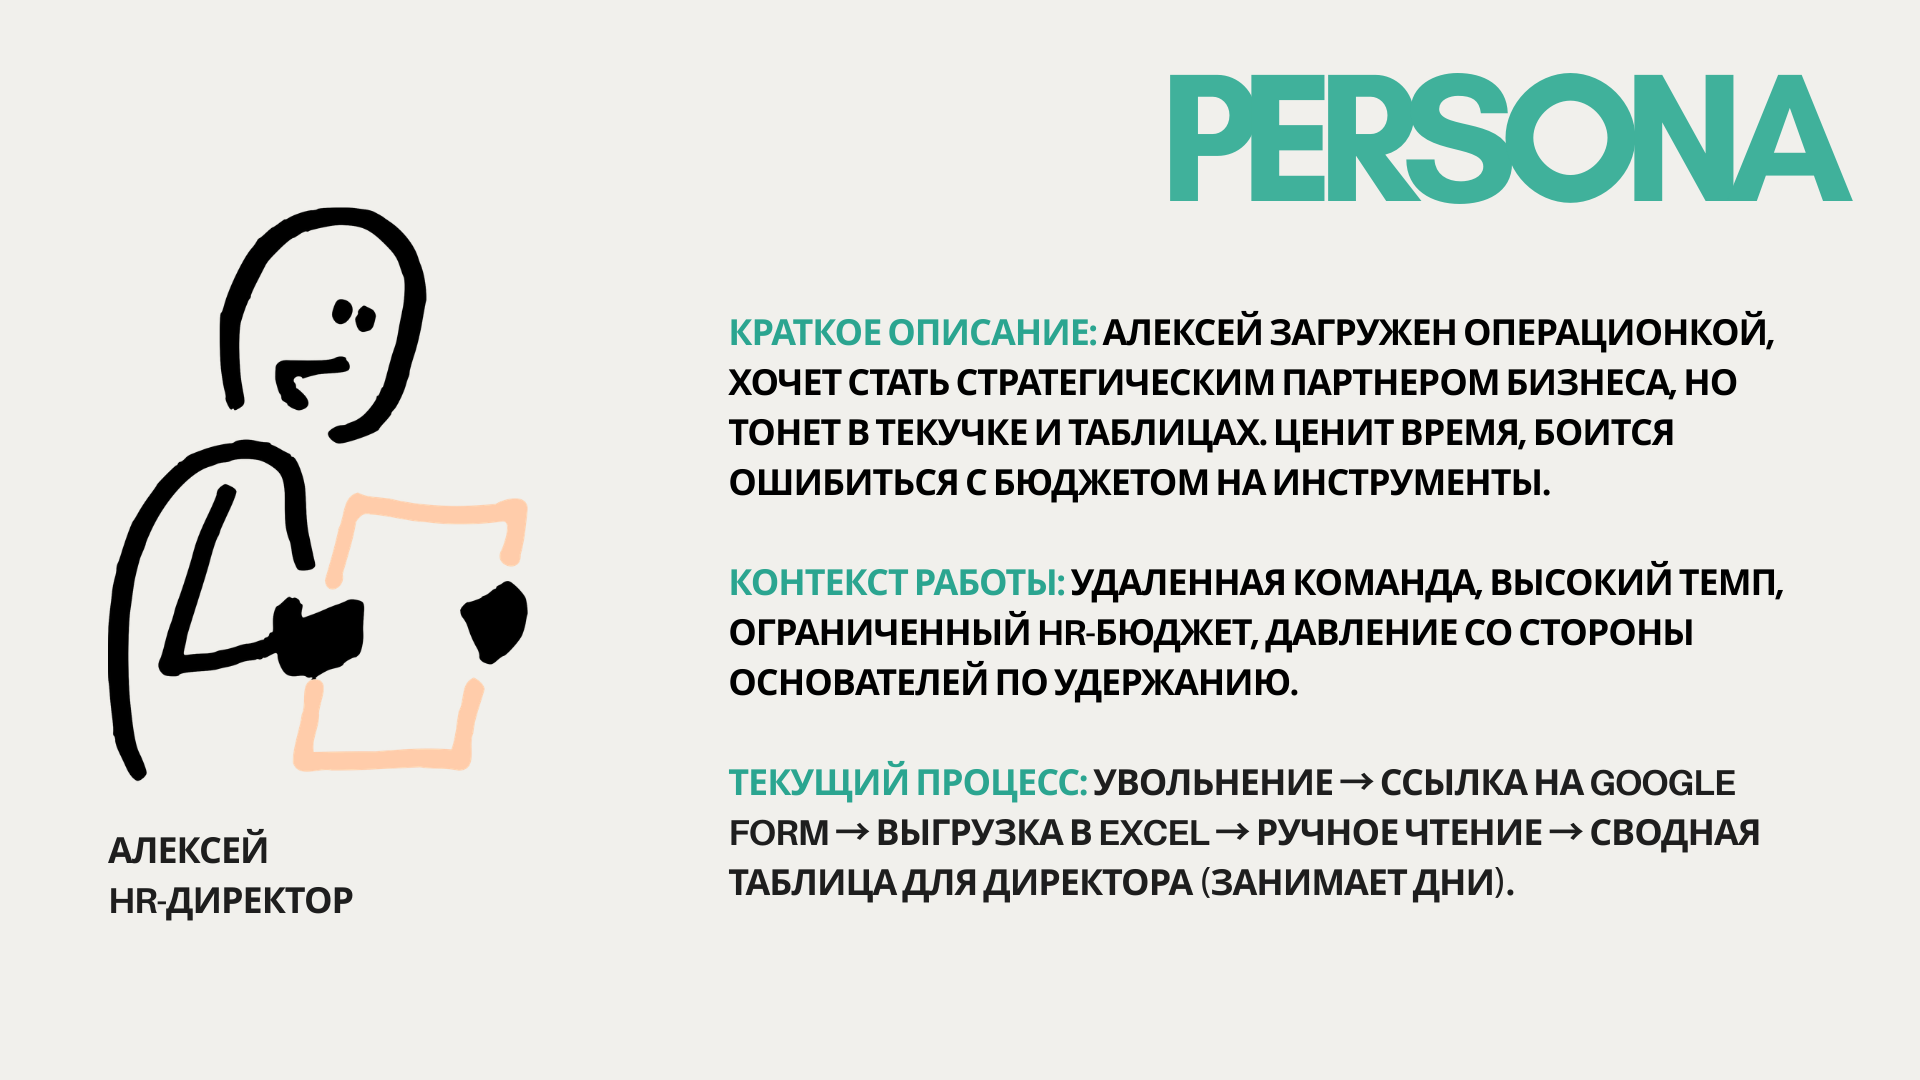 PERSONA
КРАТКОЕ ОПИСАНИЕ: АЛЕКСЕЙ ЗАГРУЖЕН ОПЕРАЦИОНКОЙ,
ХОЧЕТ СТАТЬ СТРАТЕГИЧЕСКИМ ПАРТНЕРОМ БИЗНЕСА, НО
ТОНЕТ В ТЕКУЧКЕ И ТАБЛИЦАХ. ЦЕНИТ ВРЕМЯ, БОИТСЯ
ОШИБИТЬСЯ С БЮДЖЕТОМ НА ИНСТРУМЕНТЫ.
КОНТЕКСТ РАБОТЫ: УДАЛЕННАЯ КОМАНДА, ВЫСОКИЙ ТЕМП,
ОГРАНИЧЕННЫЙ HR-БЮДЖЕТ, ДАВЛЕНИЕ СО СТОРОНЫ
ОСНОВАТЕЛЕЙ ПО УДЕРЖАНИЮ.
ТЕКУЩИЙ ПРОЦЕСС: УВОЛЬНЕНИЕ → ССЫЛКА НА GOOGLE
FORM → ВЫГРУЗКА В EXCEL → РУЧНОЕ ЧТЕНИЕ → СВОДНАЯ
ТАБЛИЦА ДЛЯ ДИРЕКТОРА (ЗАНИМАЕТ ДНИ).
АЛЕКСЕЙ
HR-ДИРЕКТОР